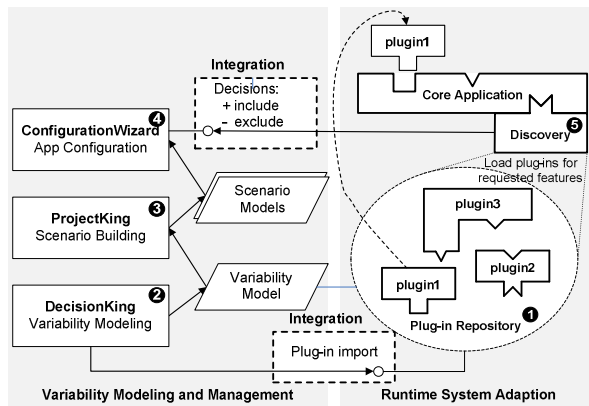 plugin1
Integration
Decisions:
+ include
- exclude
Core Application
4
ConfigurationWizard
App Configuration
Discovery
5
Load plug-ins for
requested features
Scenario
Models
3
ProjectKing
Scenario Building
plugin3
plugin2
plugin1
Variability
Model
2
DecisionKing
Variability Modeling
1
Plug-in Repository
Integration
Plug-in import
Variability Modeling and Management
Runtime System Adaption